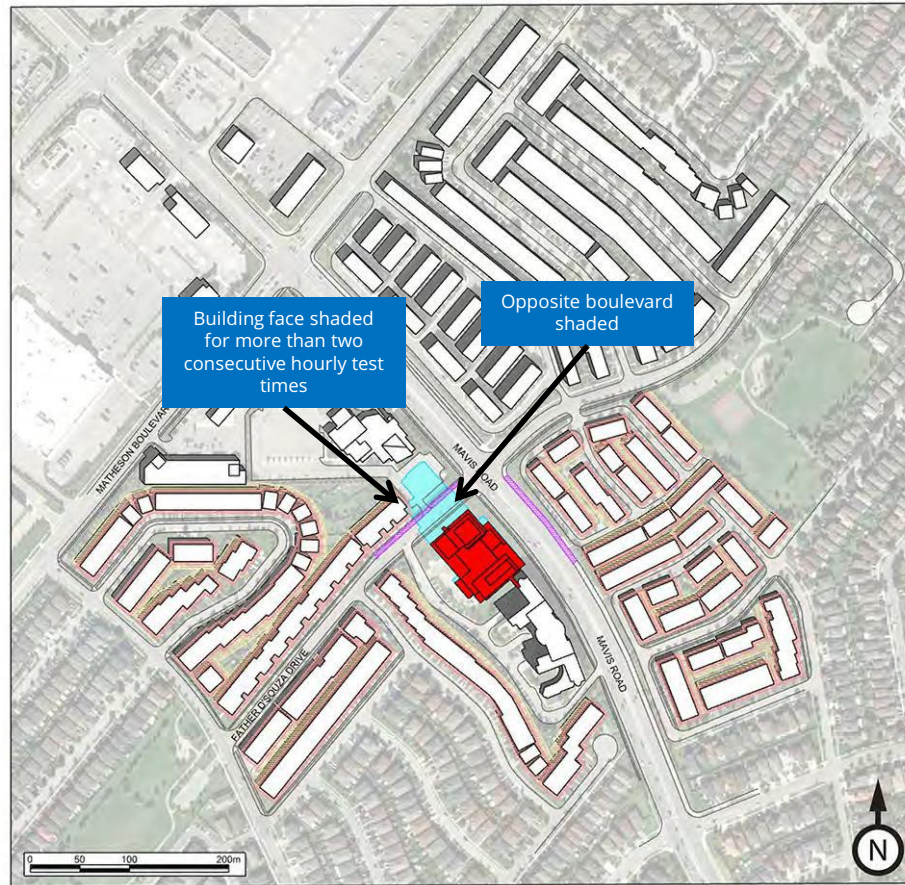 Opposite boulevard
shaded
Building face shaded
for more than two
consecutive hourly test
times
MATHESON BOULEVAR
MAVIS ROAD
MAVIS ROAD
FATHER D'SOUZA DRIVE
0 50 100 200m
N